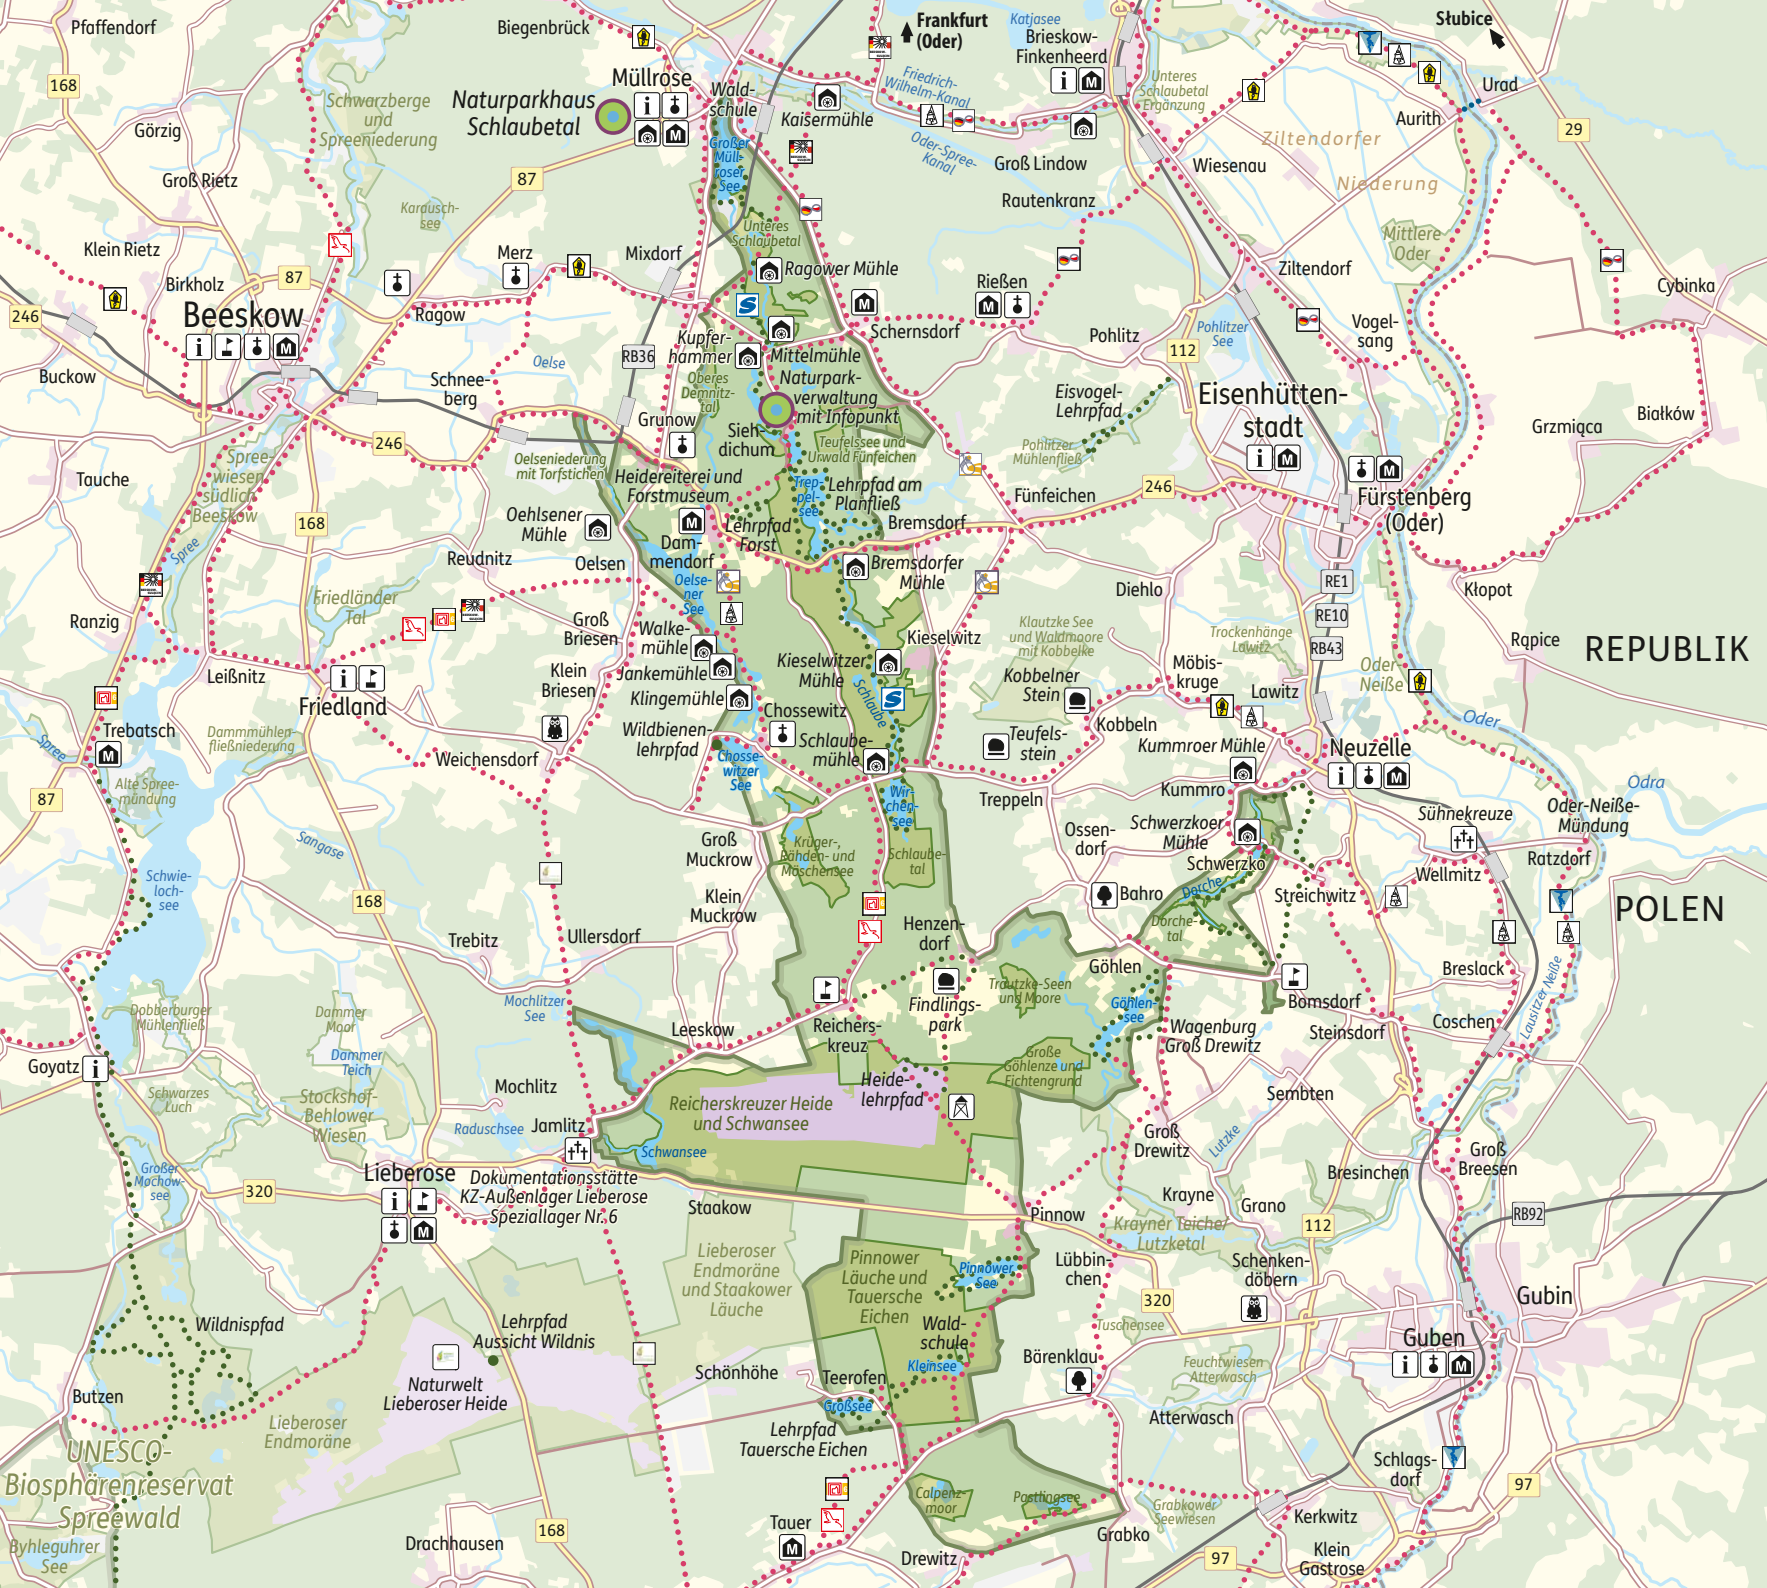 Pfaffendorf
Biegenbrück
Frankfurt
(Oder)
Katjasee
Brieskow-
Finkenheerd
Słubice
168
Müllrose
Naturparkhaus
Schlaubetal
Wald-
schule
Friedrich-
Wilhelm-Kanal
Unteres
Schlaubetal
Ergänzung
Urad
Schwarzberge
und
Spreeniederung
Görzig
Kaisermühle
Aurith
29
Großer
Müll-
roser
See
Oder-Spree-
Kanal
Groß Lindow
Wiesenau
Ziltendorfer
Niederung
Groß Rietz
87
Rautenkranz
Karausch-
see
Unteres
Schlaubetal
Mittlere
Oder
Klein Rietz
Merz
Mixdorf
Ragower Mühle
Ziltendorf
Birkholz
87
Rießen
Cybinka
246
Beeskow
Ragow
Schernsdorf
Pohlitz
Pohlitzer
See
Vogel-
sang
Kupfer-
hammer
Mittelmühle
RB36
112
Oelse
Buckow
Schnee-
berg
Oberes
Demnitz-
tal
Naturpark-
verwaltung
mit Infopunkt
Eisvogel-
Lehrpfad
Eisenhütten-
stadt
Białków
Grzmiąca
Grunow
Sieh-
dichum
246
Teufelssee und
Urwald Fünfeichen
Pohlitzer
Mühlenfließ
Spree-
wiesen
südlich
Beeskow
Oelseniederung
mit Torfstichen
Tauche
Heidereiterei und
Forstmuseum
Trep-
pel-
see
Lehrpfad am
Planfließ
Fünfeichen
246
Fürstenberg
(Oder)
168
Oehlsener
Mühle
Lehrpfad
Forst
Bremsdorf
Dam-
mendorf
Spree
Reudnitz
Oelsen
Bremsdorfer
Mühle
Oelse-
ner
See
Diehlo
RE1
Kłopot
Friedländer
Tal
Ranzig
Groß
Briesen
RE10
Walke-
mühle
Kieselwitz
Klautzke See
und Waldmoore
mit Kobbelke
Trockenhänge
Lawitz
RB43
Rąpice
REPUBLIK
Leißnitz
Klein
Briesen
Jankemühle
Kieselwitzer
Mühle
Kobbelner
Stein
Möbis-
kruge
Oder-
Neiße
Friedland
Klingemühle
Schlaube
Lawitz
Trebatsch
Chossewitz
Wildbienen-
lehrpfad
Kobbeln
Oder
Dammmühlen-
fließniederung
Teufels-
stein
Kummroer Mühle
Neuzelle
Spree
Weichensdorf
Schlaube-
mühle
Chosse-
witzer
See
Alte Spree-
mündung
87
Wir-
chen-
see
Treppeln
Kummro
Odra
Oder-Neiße-
Mündung
Sühnekreuze
Schwerzkoer
Mühle
Ossen-
dorf
Sangase
Groß
Muckrow
Krüger-,
Rähden- und
Möschensee
Schlaube-
tal
Schwerzko
Ratzdorf
Wellmitz
Schwie-
loch-
see
168
Klein
Muckrow
Bahro
Dorche
Streichwitz
POLEN
Henzen-
dorf
Dorche-
tal
Trebitz
Ullersdorf
Göhlen
Breslack
Mochlitzer
See
Trautzke-Seen
und Moore
Göhlen-
see
Bomsdorf
Findlings-
park
Dobberburger
Mühlenfließ
Dammer
Moor
Leeskow
Reichers-
kreuz
Wagenburg
Groß Drewitz
Steinsdorf
Coschen
Lausitzer Neiße
Dammer
Teich
Goyatz
Große
Göhlenze und
Fichtengrund
Mochlitz
Heide-
lehrpfad
Schwarzes
Luch
Stockshof-
Behlower
Wiesen
Reicherskreuzer Heide
und Schwansee
Sembten
Raduschsee
Jamlitz
Groß
Drewitz
Lutzke
Schwansee
Großer
Mochow-
see
Lieberose
Dokumentationsstätte
KZ-Außenlager Lieberose
Speziallager Nr. 6
Bresinchen
Groß
Breesen
320
Krayne
Staakow
Pinnow
Grano
RB92
Krayner Teiche/
Lutzketal
112
Lieberoser
Endmoräne
und Staakower
Läuche
Pinnower
Läuche und
Tauersche
Eichen
Pinnower
See
Lübbin-
chen
Schenken-
döbern
320
Gubin
Wildnispfad
Lehrpfad
Aussicht Wildnis
Wald-
schule
Tuschensee
Guben
Bärenklau
Kleinsee
Schönhöhe
Feuchtwiesen
Atterwasch
Teerofen
Butzen
Naturwelt
Lieberoser Heide
Großsee
Atterwasch
Lieberoser
Endmoräne
Lehrpfad
Tauersche Eichen
UNESCO-
Biosphärenreservat
Spreewald
Schlags-
dorf
97
Calpenz-
moor
Pastlingsee
Grabkower
Seewiesen
Tauer
Kerkwitz
Byhleguhrer
See
Drachhausen
168
Grabko
Drewitz
97
Klein
Gastrose